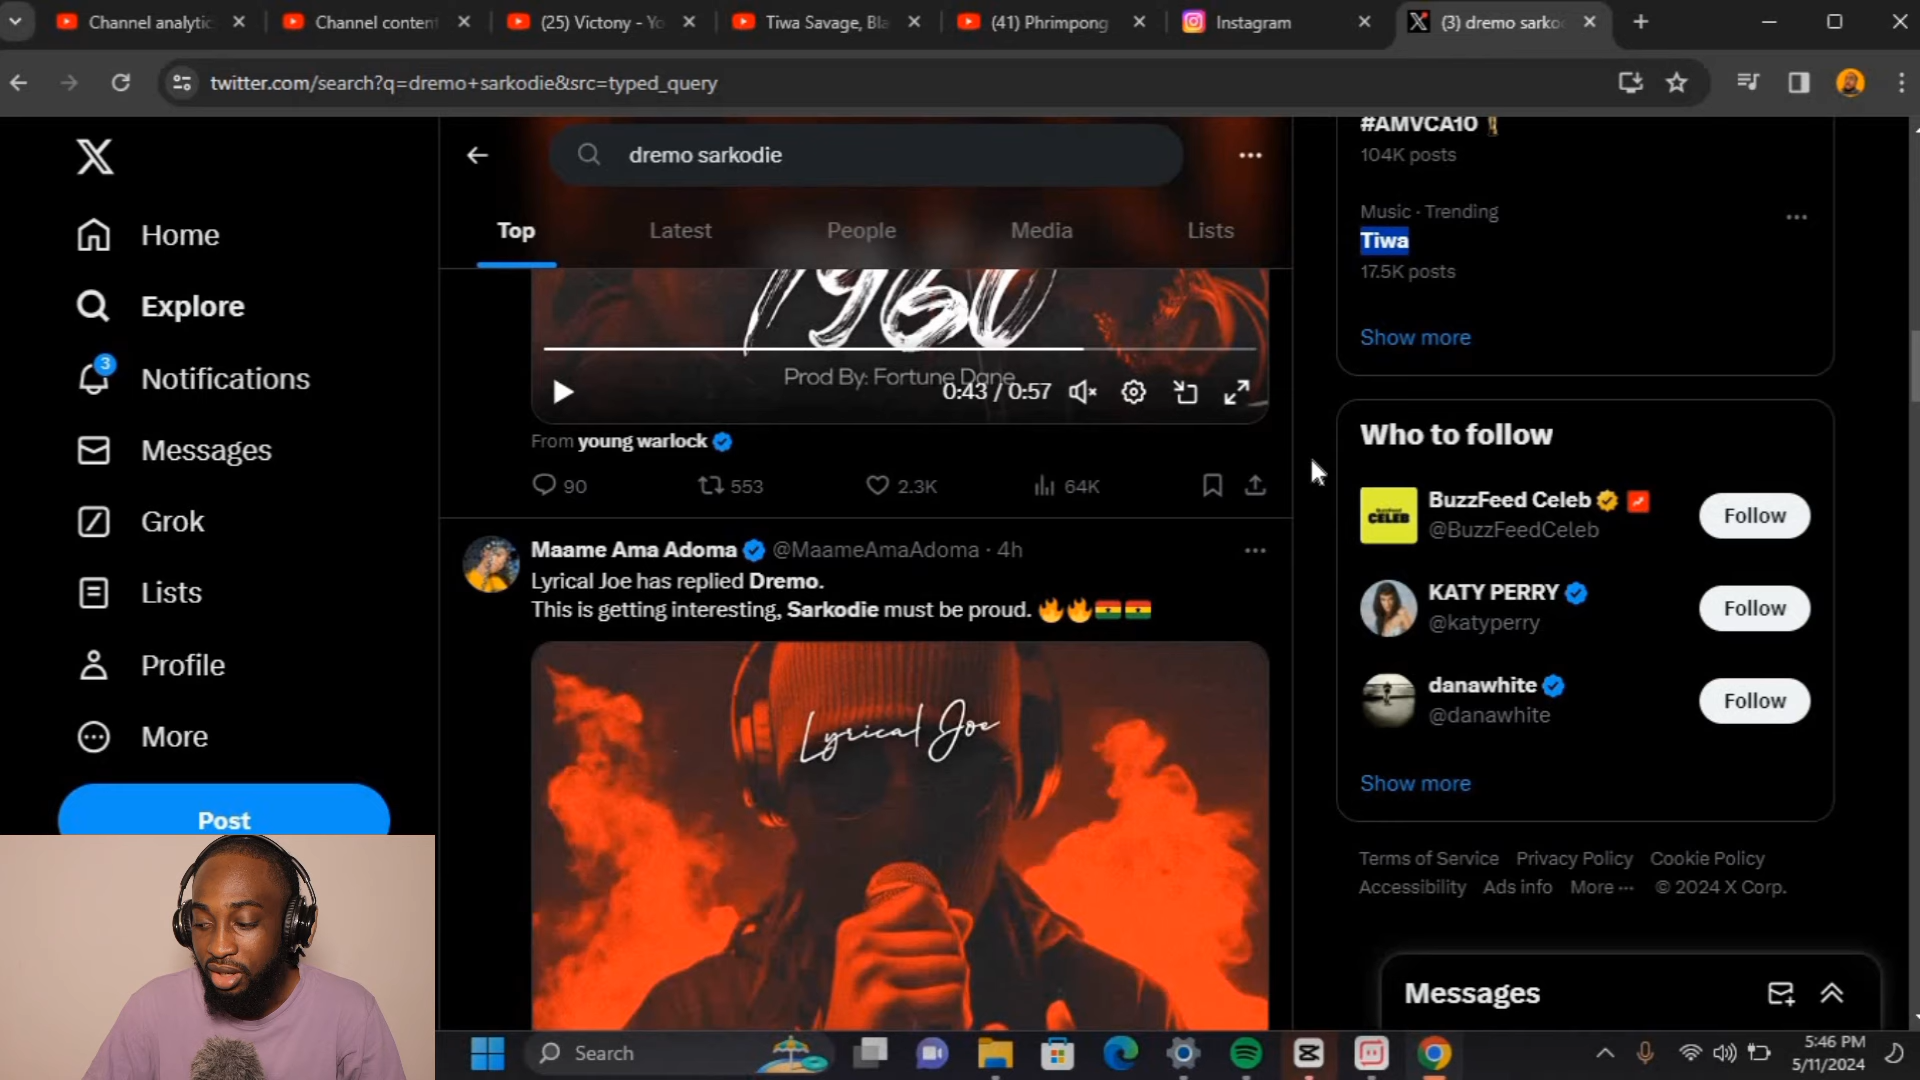 Channel analytic
Channel content
(25) Victony - Yo
Tiwa Savage, Bla
(41) Phrimpong
Instagram
(3) dremo sarko
twitter.com/search?q=dremo+sarkodie&src=typed_query
Home
Explore
3
Notifications
Messages
Grok
Lists
Profile
More
Post
dremo sarkodie
Top
Latest
People
Media
Lists
1960
Prod By: Fortune Dane
0:43 / 0:57
From young warlock
90
553
2.3K
64K
Maame Ama Adoma @MaameAmaAdoma · 4h
Lyrical Joe has replied Dremo.
This is getting interesting, Sarkodie must be proud. 🔥🔥🇬🇭🇬🇭
Lyrical Joe
#AMVCA10
104K posts
Music · Trending
Tiwa
17.5K posts
Show more
Who to follow
CELEB
BuzzFeed Celeb
@BuzzFeedCeleb
Follow
KATY PERRY
@katyperry
Follow
danawhite
@danawhite
Follow
Show more
Terms of Service Privacy Policy Cookie Policy
Accessibility Ads info More ··· © 2024 X Corp.
Messages
Search
5:46 PM
5/11/2024